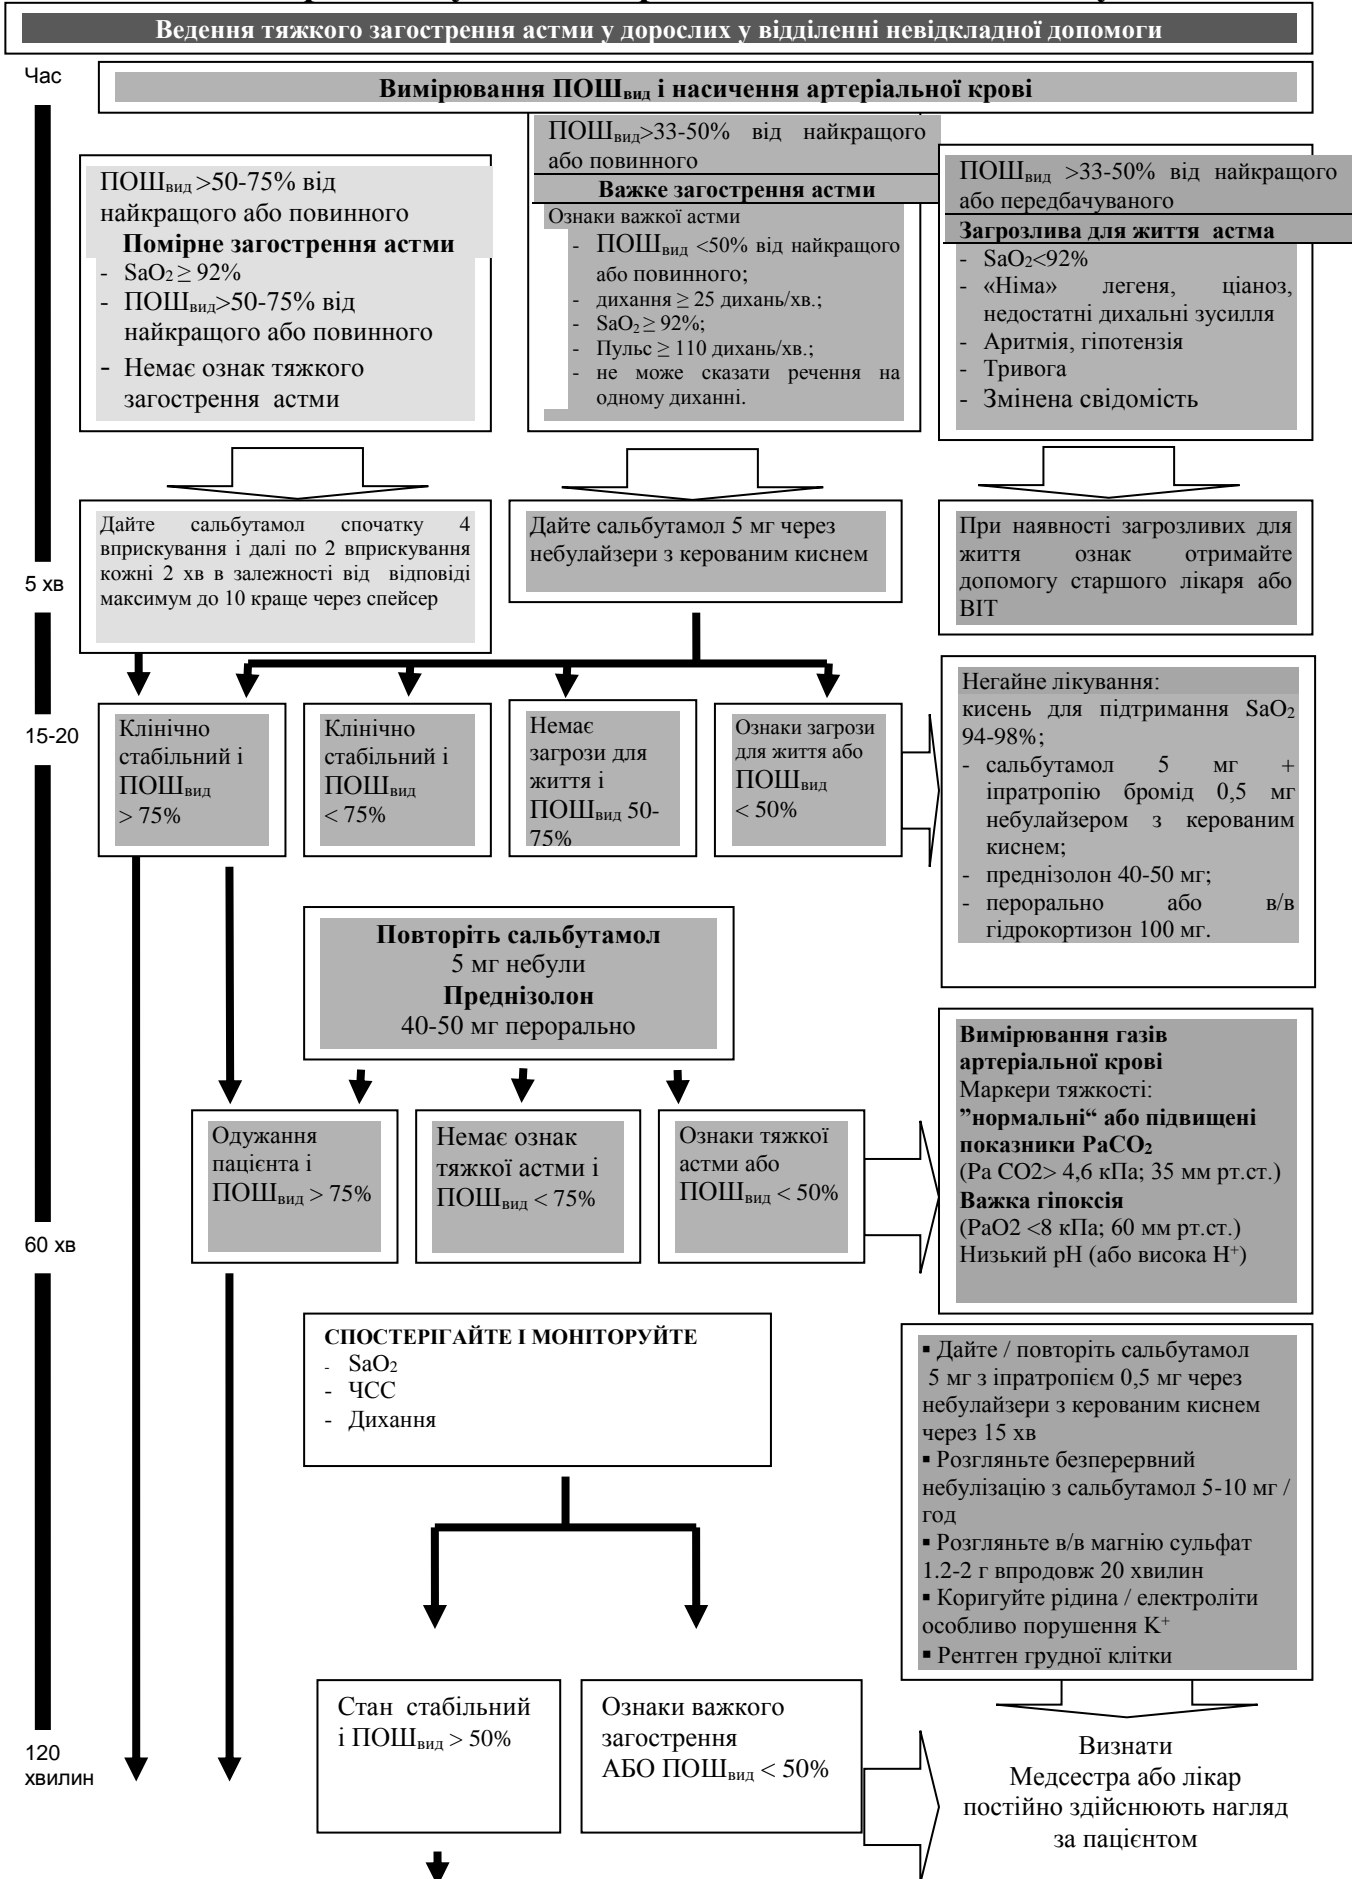 Ведення тяжкого загострення астми у дорослих у відділенні невідкладної допомоги
Час
Вимірювання ПОШвид і насичення артеріальної крові
ПОШвид >50-75% від
найкращого або повинного
Помірне загострення астми
- SaO2 ≥ 92%
- ПОШвид>50-75% від
найкращого або повинного
- Немає ознак тяжкого
загострення астми
ПОШвид>33-50% від найкращого
або повинного
Важке загострення астми
Ознаки важкої астми
- ПОШвид <50% від найкращого
або повинного;
- дихання ≥ 25 дихань/хв.;
- SaO2 ≥ 92%;
- Пульс ≥ 110 дихань/хв.;
- не може сказати речення на
одному диханні.
ПОШвид >33-50% від найкращого
або передбачуваного
Загрозлива для життя астма
- SaO2<92%
- «Німа» легеня, ціаноз,
недостатні дихальні зусилля
- Аритмія, гіпотензія
- Тривога
- Змінена свідомість
Дайте сальбутамол спочатку 4
вприскування і далі по 2 вприскування
кожні 2 хв в залежності від відповіді
максимум до 10 краще через спейсер
Дайте сальбутамол 5 мг через
небулайзери з керованим киснем
При наявності загрозливих для
життя ознак отримайте
допомогу старшого лікаря або
ВІТ
5 хв
15-20
Клінічно
стабільний і
ПОШвид
> 75%
Клінічно
стабільний і
ПОШвид
< 75%
Немає
загрози для
життя і
ПОШвид 50-
75%
Ознаки загрози
для життя або
ПОШвид
< 50%
Негайне лікування:
кисень для підтримання SaO2
94-98%;
- сальбутамол 5 мг +
іпратропію бромід 0,5 мг
небулайзером з керованим
киснем;
- преднізолон 40-50 мг;
- перорально або в/в
гідрокортизон 100 мг.
Повторіть сальбутамол
5 мг небули
Преднізолон
40-50 мг перорально
Одужання
пацієнта і
ПОШвид > 75%
Немає ознак
тяжкої астми і
ПОШвид < 75%
Ознаки тяжкої
астми або
ПОШвид < 50%
Вимірювання газів
артеріальної крові
Маркери тяжкості:
”нормальні“ або підвищені
показники PaCO2
(Pa CO2> 4,6 кПа; 35 мм рт.ст.)
Важка гіпоксія
(PaO2 <8 кПа; 60 мм рт.ст.)
Низький рН (або висока Н+)
60 хв
СПОСТЕРІГАЙТЕ І МОНІТОРУЙТЕ
- SaO2
- ЧСС
- Дихання
▪ Дайте / повторіть сальбутамол
5 мг з іпратропієм 0,5 мг через
небулайзери з керованим киснем
через 15 хв
▪ Розгляньте безперервний
небулізацію з сальбутамол 5-10 мг /
год
▪ Розгляньте в/в магнію сульфат
1.2-2 г впродовж 20 хвилин
▪ Коригуйте рідина / електроліти
особливо порушення K+
▪ Рентген грудної клітки
Стан стабільний
і ПОШвид > 50%
Ознаки важкого
загострення
АБО ПОШвид < 50%
120
хвилин
Визнати
Медсестра або лікар
постійно здійснюють нагляд
за пацієнтом